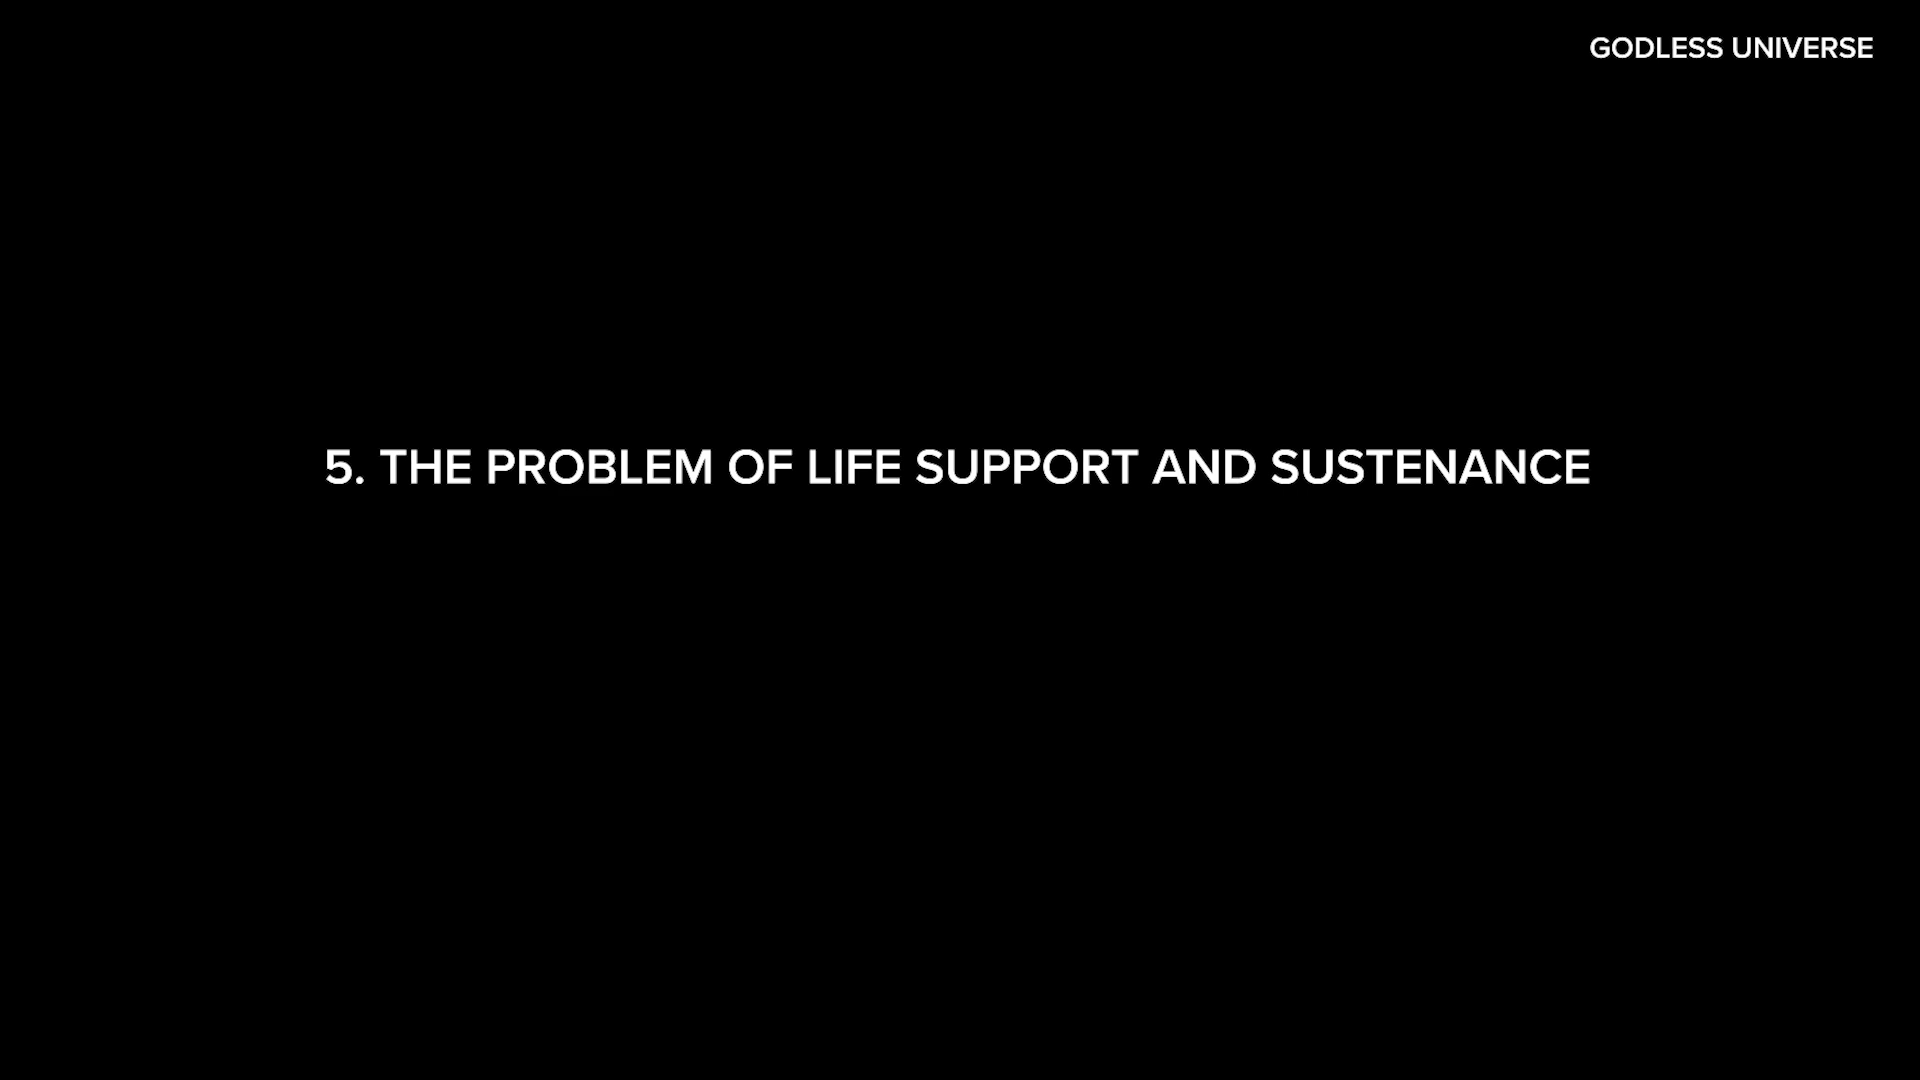 GODLESS UNIVERSE
5. THE PROBLEM OF LIFE SUPPORT AND SUSTENANCE